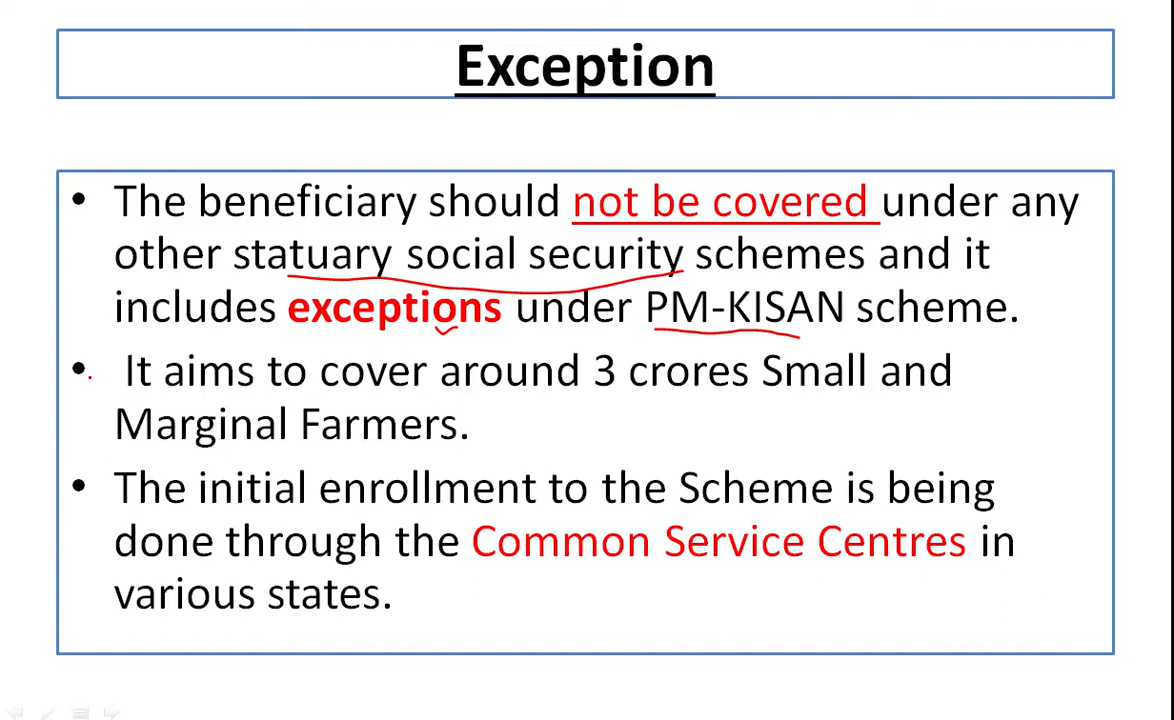 Exception
• The beneficiary should not be covered under any
other statuary social security schemes and it
includes exceptions under PM-KISAN scheme.
• It aims to cover around 3 crores Small and
Marginal Farmers.
• The initial enrollment to the Scheme is being
done through the Common Service Centres in
various states.